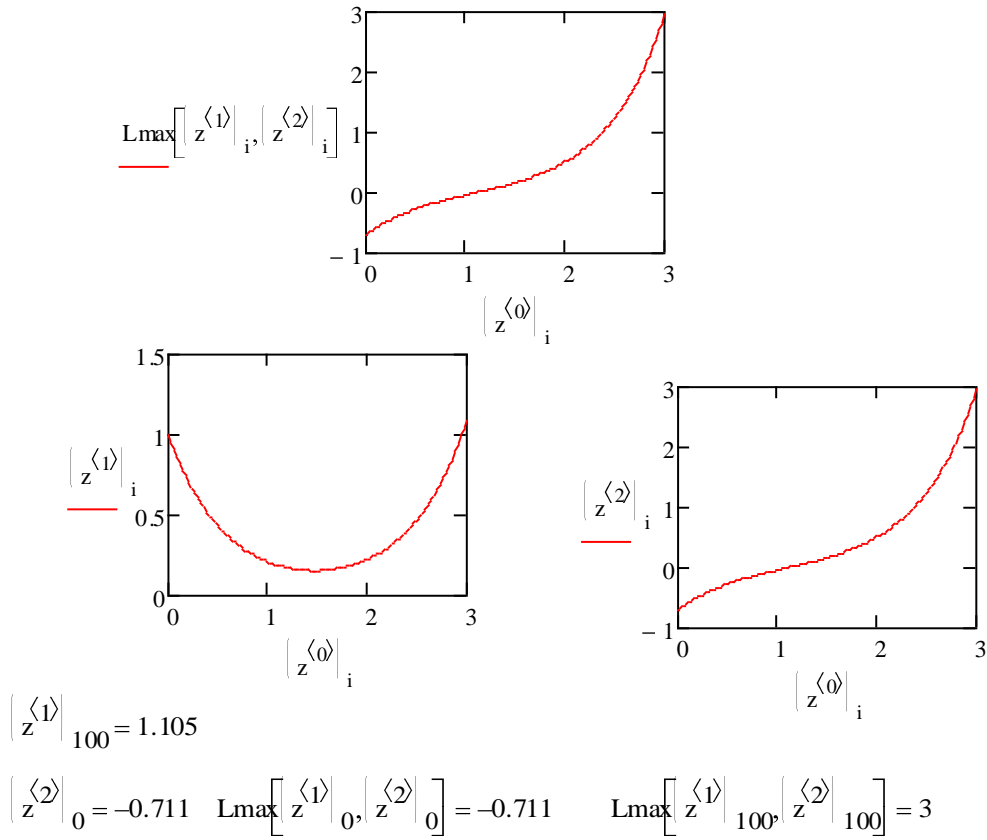 3
2
Lmax[(z⟨1⟩)i,(z⟨2⟩)i] 1
0
− 1
0 1 2 3
(z⟨0⟩)i
1.5
1
(z⟨1⟩)i
0.5
0
0 1 2 3
(z⟨0⟩)i
3
2
(z⟨2⟩)i 1
0
− 1
0 1 2 3
(z⟨0⟩)i
(z⟨1⟩)100 = 1.105
(z⟨2⟩)0 = −0.711 Lmax[(z⟨1⟩)0,(z⟨2⟩)0] = −0.711 Lmax[(z⟨1⟩)100,(z⟨2⟩)100] = 3